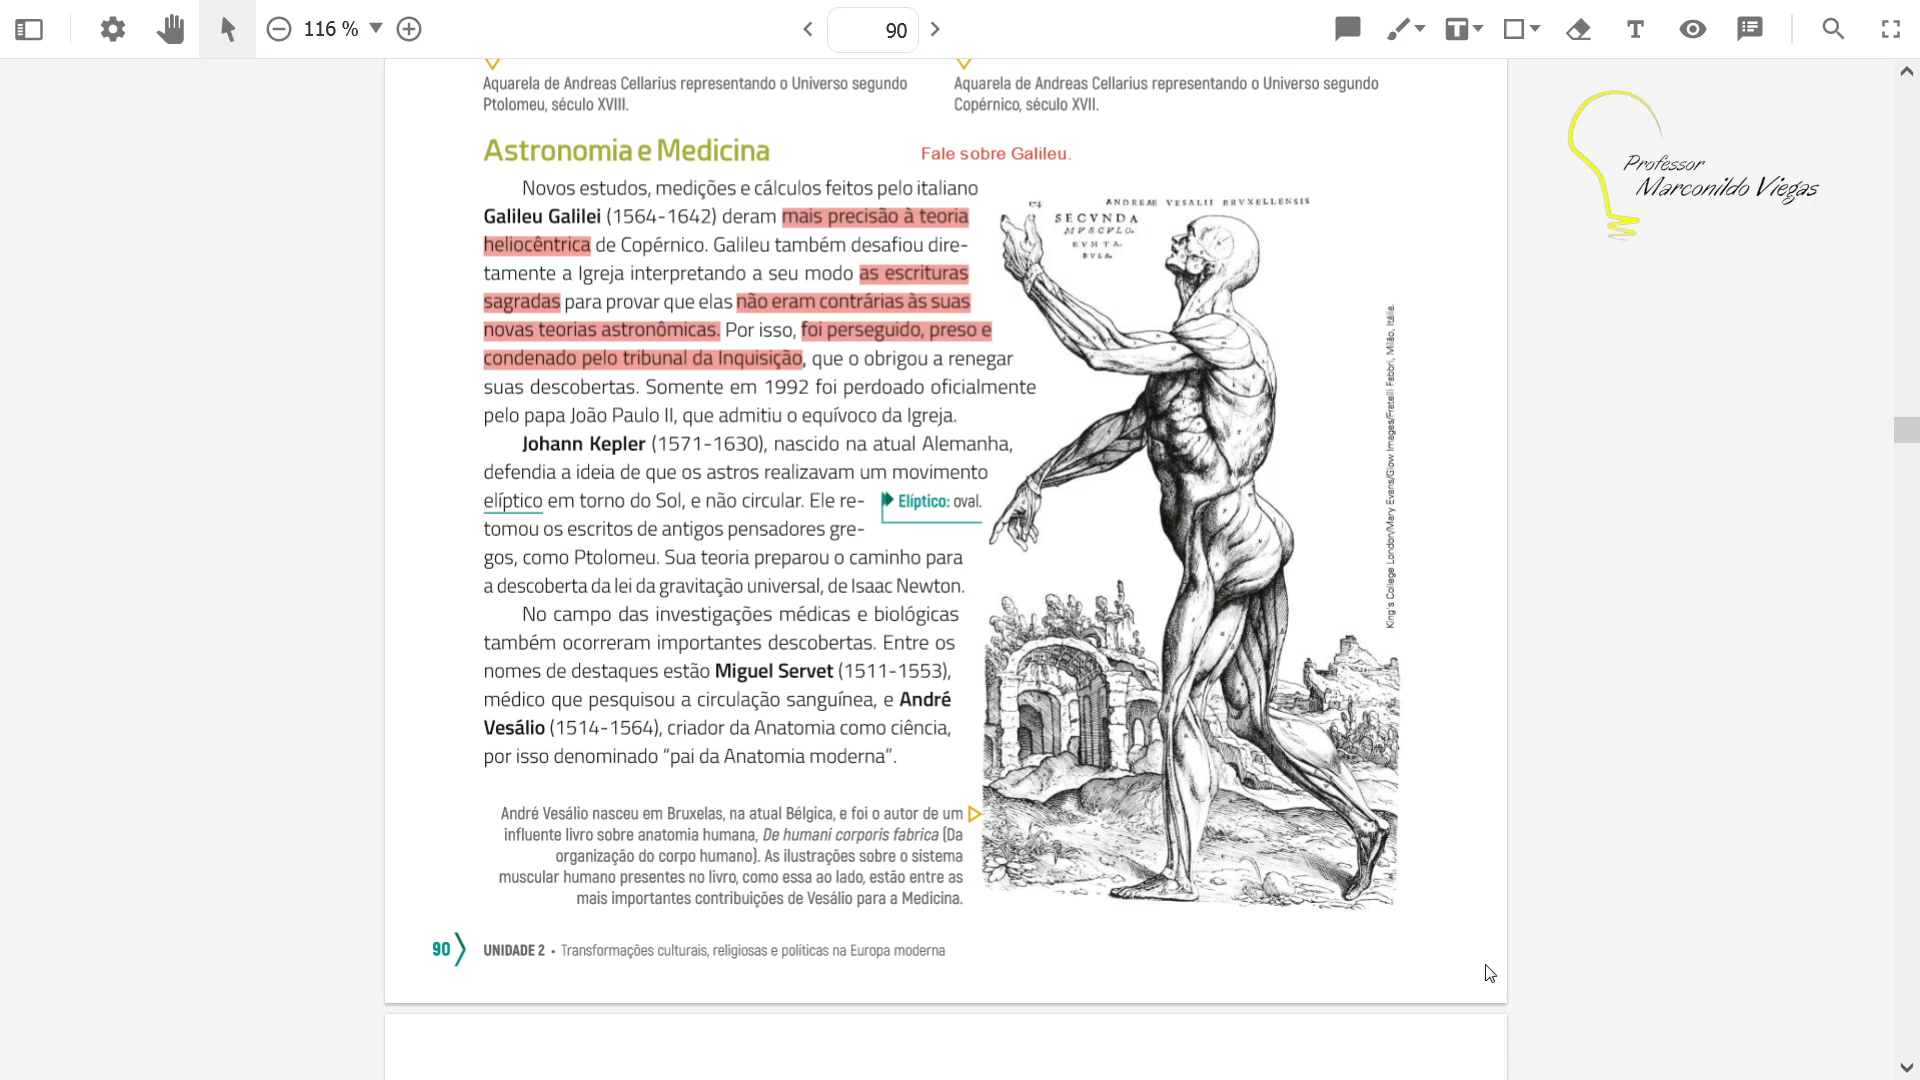 116 %
90
Aquarela de Andreas Cellarius representando o Universo segundo
Ptolomeu, século XVIII.
Aquarela de Andreas Cellarius representando o Universo segundo
Copérnico, século XVII.
Astronomia e Medicina
Fale sobre Galileu.
Novos estudos, medições e cálculos feitos pelo italiano
Galileu Galilei (1564-1642) deram mais precisão à teoria
heliocêntrica de Copérnico. Galileu também desafiou dire-
tamente a Igreja interpretando a seu modo as escrituras
sagradas para provar que elas não eram contrárias às suas
novas teorias astronômicas. Por isso, foi perseguido, preso e
condenado pelo tribunal da Inquisição, que o obrigou a renegar
suas descobertas. Somente em 1992 foi perdoado oficialmente
pelo papa João Paulo II, que admitiu o equívoco da Igreja.
Johann Kepler (1571-1630), nascido na atual Alemanha,
defendia a ideia de que os astros realizavam um movimento
elíptico em torno do Sol, e não circular. Ele re-
tomou os escritos de antigos pensadores gre-
gos, como Ptolomeu. Sua teoria preparou o caminho para
a descoberta da lei da gravitação universal, de Isaac Newton.
Elíptico: oval.
No campo das investigações médicas e biológicas
também ocorreram importantes descobertas. Entre os
nomes de destaques estão Miguel Servet (1511-1553),
médico que pesquisou a circulação sanguínea, e André
Vesálio (1514-1564), criador da Anatomia como ciência,
por isso denominado “pai da Anatomia moderna”.
André Vesálio nasceu em Bruxelas, na atual Bélgica, e foi o autor de um
influente livro sobre anatomia humana, De humani corporis fabrica (Da
organização do corpo humano). As ilustrações sobre o sistema
muscular humano presentes no livro, como essa ao lado, estão entre as
mais importantes contribuições de Vesálio para a Medicina.
174
ANDREAE VESALII BRVXELLENSIS
SECVNDA
MVSCVLO.
RVM TA-
BVLA.
King's College London/Mary Evans/Glow Images/Fratelli Fabbri, Milão, Itália.
90
UNIDADE 2 • Transformações culturais, religiosas e políticas na Europa moderna
Professor
Marconildo Viegas